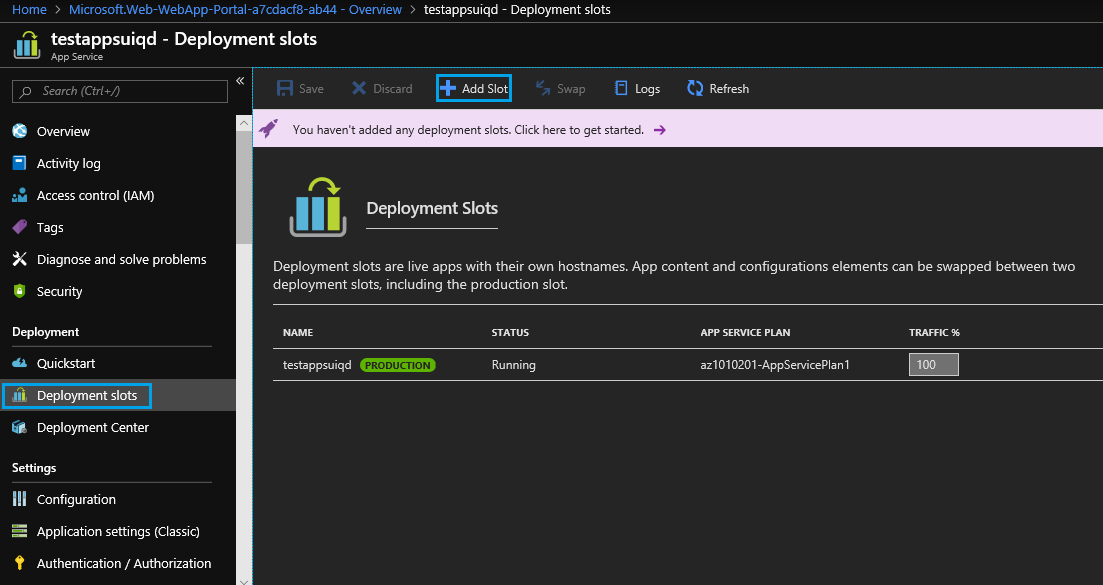 Home > Microsoft.Web-WebApp-Portal-a7cdacf8-ab44 - Overview > testappsuiqd - Deployment slots
testappsuiqd - Deployment slots
App Service
Search (Ctrl+/)
«
Overview
Activity log
Access control (IAM)
Tags
Diagnose and solve problems
Security
Deployment
Quickstart
Deployment slots
Deployment Center
Settings
Configuration
Application settings (Classic)
Authentication / Authorization
Save Discard Add Slot Swap Logs Refresh
You haven't added any deployment slots. Click here to get started. →
Deployment Slots
Deployment slots are live apps with their own hostnames. App content and configurations elements can be swapped between two
deployment slots, including the production slot.
NAME STATUS APP SERVICE PLAN TRAFFIC %
testappsuiqd PRODUCTION Running az1010201-AppServicePlan1 100